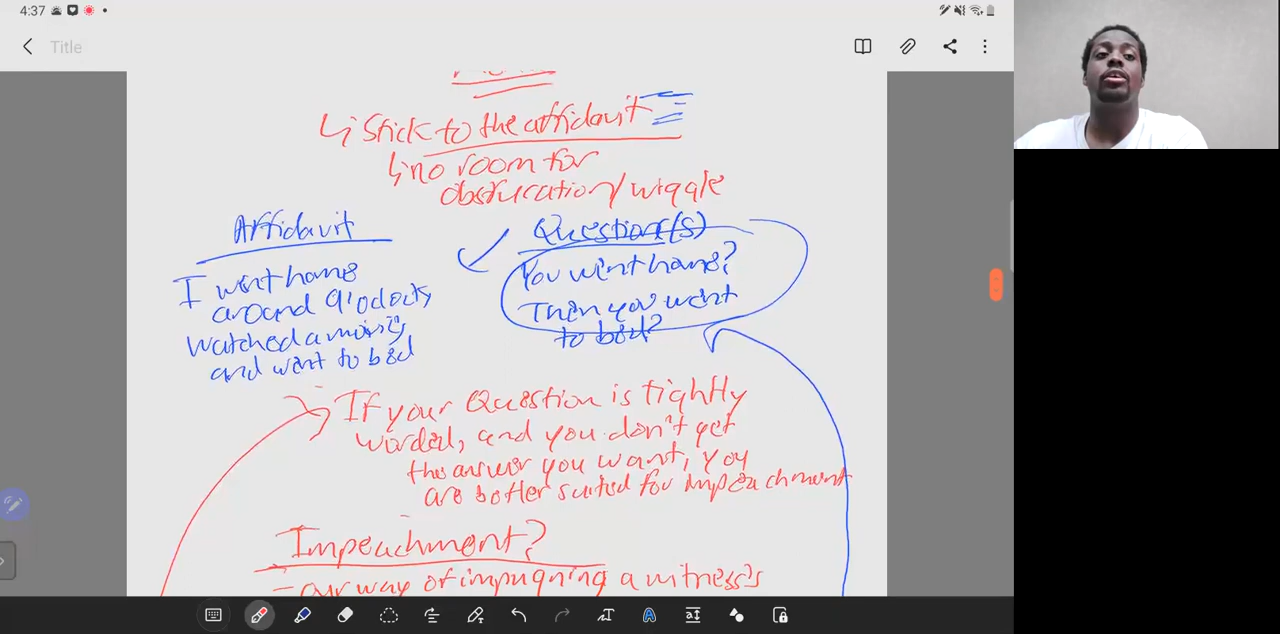 4:37
Title
↳ Stick to the affidavit
↳ no room for
obsfucation/wiggle
Affidavit
I went home
around 9 o'clock,
watched a movie,
and went to bed
Question(s)
You went home?
Then you went
to bed?
If your Question is tightly
worded, and you don't get
the answer you want, you
are better suited for impeachment
Impeachment?
- our way of impugning a witness's